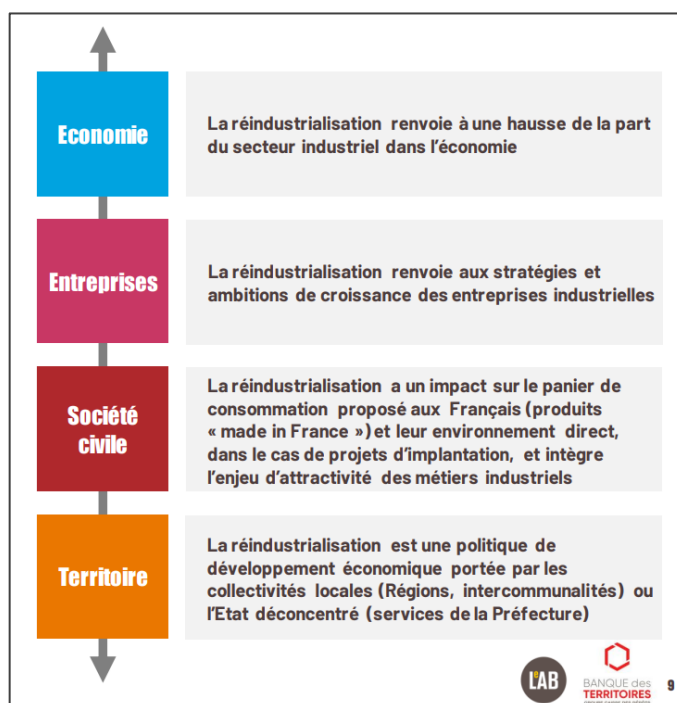 Economie
La réindustrialisation renvoie à une hausse de la part
du secteur industriel dans l'économie
Entreprises
La réindustrialisation renvoie aux stratégies et
ambitions de croissance des entreprises industrielles
Société
civile
La réindustrialisation a un impact sur le panier de
consommation proposé aux Français (produits
« made in France ») et leur environnement direct,
dans le cas de projets d'implantation, et intègre
l'enjeu d'attractivité des métiers industriels
Territoire
La réindustrialisation est une politique de
développement économique portée par les
collectivités locales (Régions, intercommunalités) ou
l'Etat déconcentré (services de la Préfecture)
L'AB
BANQUE des
TERRITOIRES
9